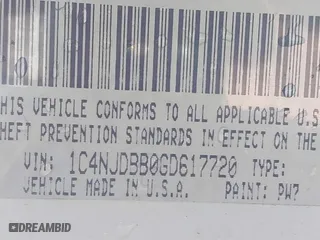 HIS VEHICLE CONFORMS TO ALL APPLICABLE U.S
HEFT PREVENTION STANDARDS IN EFFECT ON THE
VIN: 1C4NJDBB0GD617720 TYPE:
VEHICLE MADE IN U.S.A. PAINT: PW7
DREAMBID